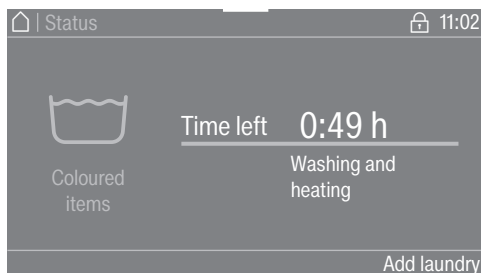 | Status 11:02
Time left 0:49 h
Washing and
heating
Coloured
items
Add laundry